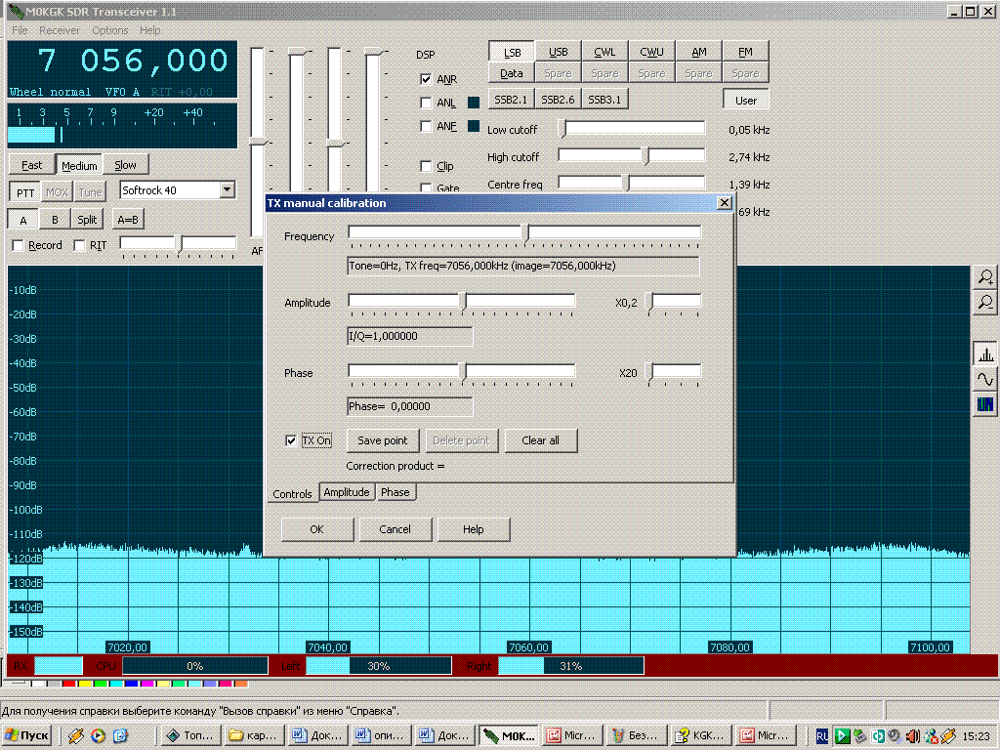 M0KGK SDR Transceiver 1.1
File Receiver Options Help
7 056,000
Wheel normal VFO A RIT +0,00
1 3 5 7 9 +20 +40
Fast Medium Slow
PTT MOX Tune Softrock 40
A B Split A=B
Record RIT
AF
DSP
ANR
ANL
ANF
Clip
Gate
LSB USB CWL CWU AM FM
Data Spare Spare Spare Spare Spare
SSB2.1 SSB2.6 SSB3.1 User
Low cutoff 0,05 kHz
High cutoff 2,74 kHz
Centre freq 1,39 kHz
69 kHz
TX manual calibration
Frequency
Tone=0Hz, TX freq=7056,000kHz (image=7056,000kHz)
Amplitude X0,2
I/Q=1,000000
Phase X20
Phase= 0,00000
TX On Save point Delete point Clear all
Correction product =
Controls Amplitude Phase
OK Cancel Help
-10dB
-20dB
-30dB
-40dB
-50dB
-60dB
-70dB
-80dB
-90dB
-100dB
-110dB
-120dB
-130dB
-140dB
-150dB
7020,00 7040,00 7060,00 7080,00 7100,00
RX CPU 0% Left 30% Right 31%
Для получения справки выберите команду "Вызов справки" из меню "Справка".
Пуск Топ... кар... Док... опи... Док... M0K... Micr... Без... KGK... Micr... RL 15:23